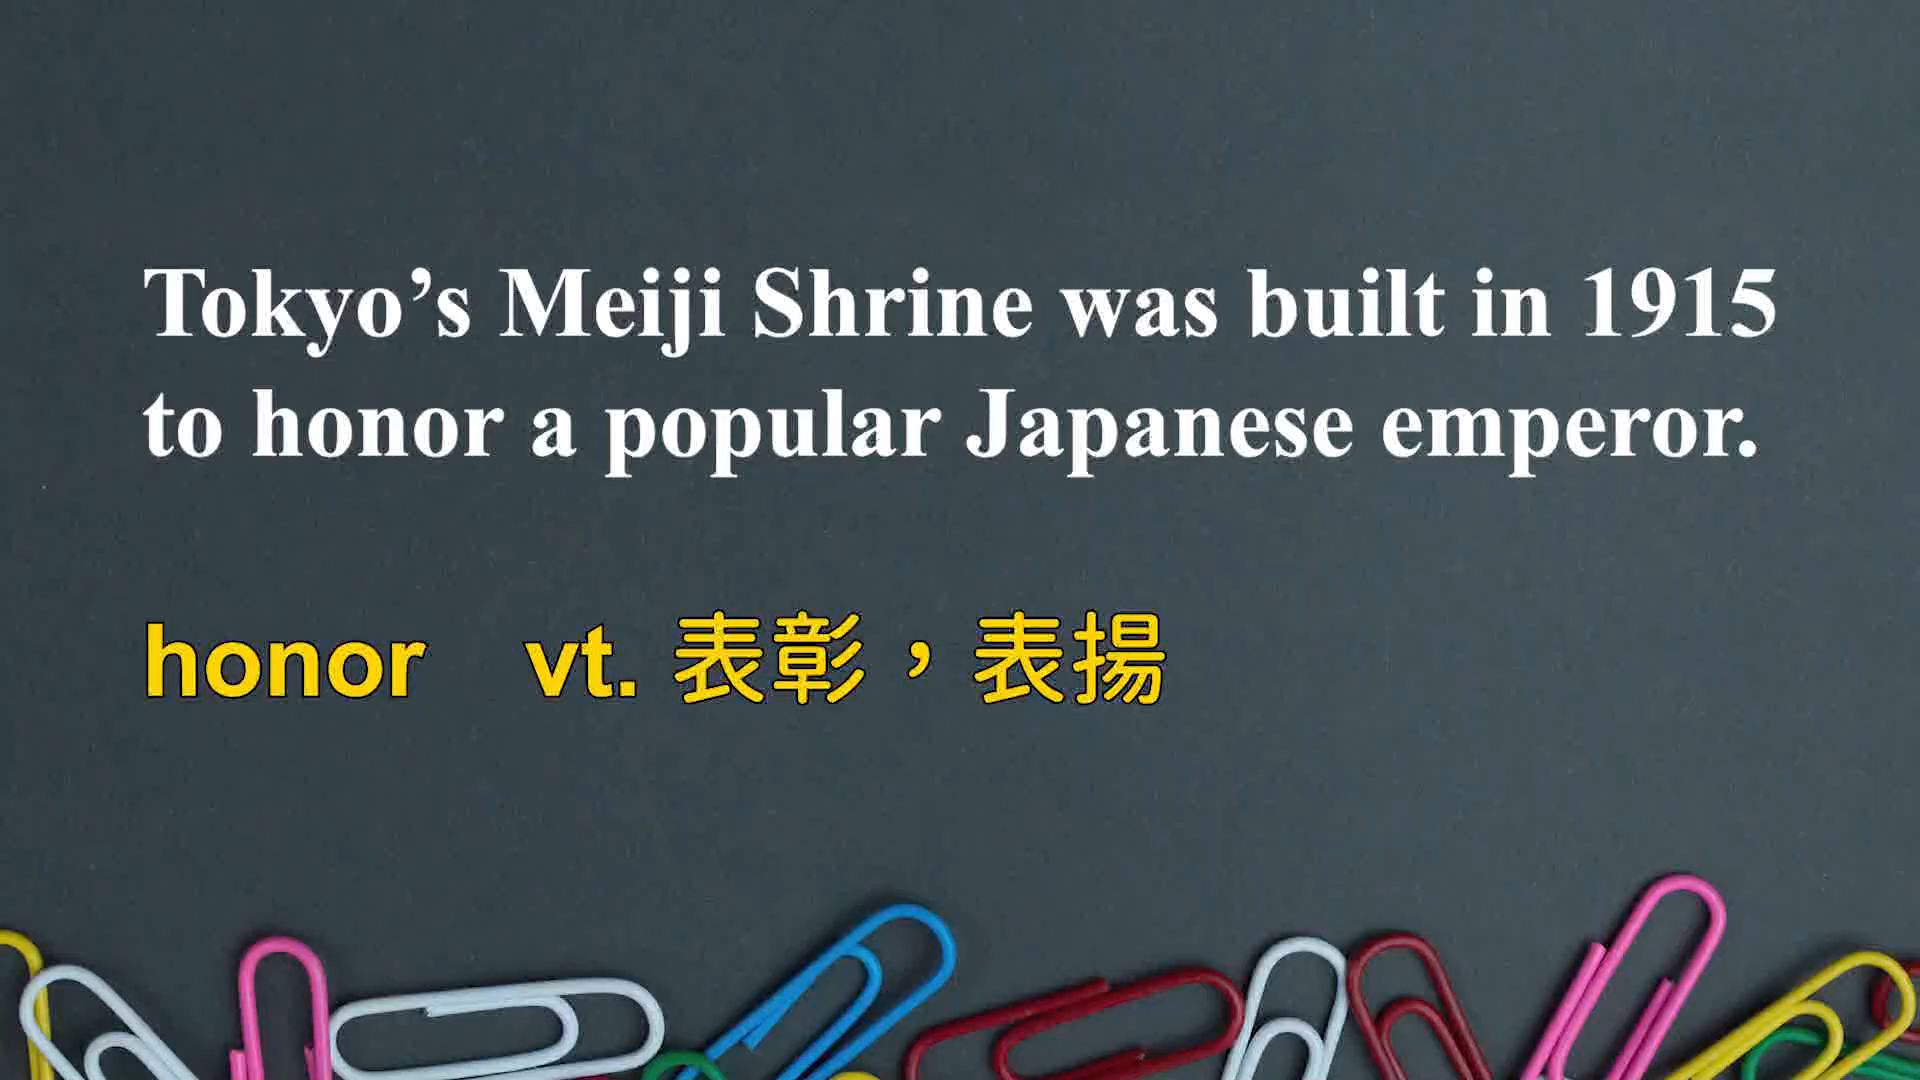 Tokyo’s Meiji Shrine was built in 1915
to honor a popular Japanese emperor.
honor vt. 表彰，表揚